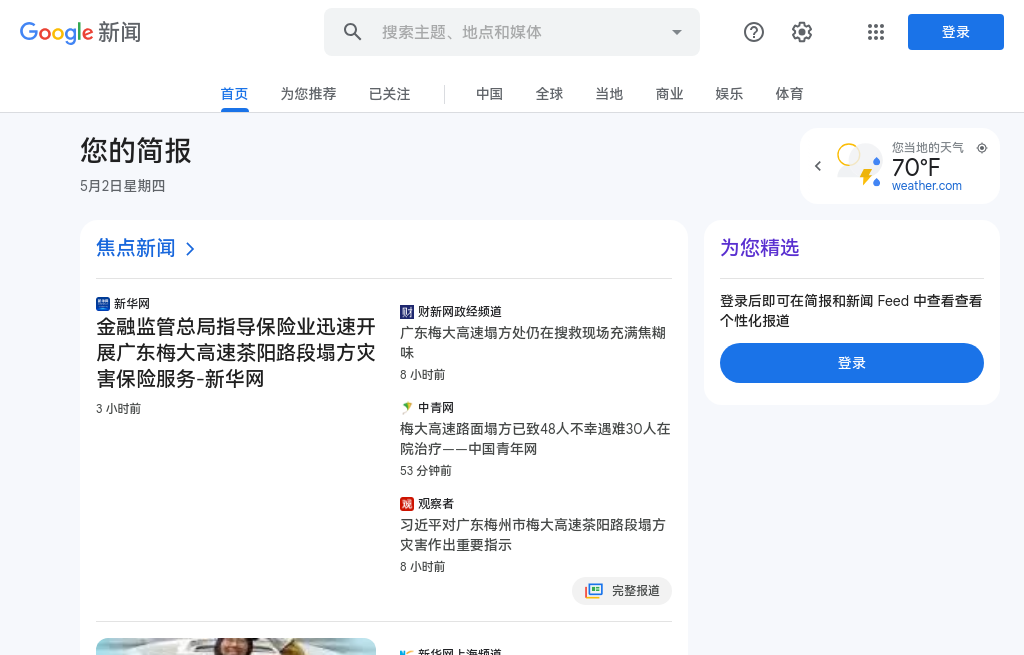 Google 新闻
搜索主题、地点和媒体
登录
首页
为您推荐
已关注
中国
全球
当地
商业
娱乐
体育
您的简报
5月2日星期四
您当地的天气
70°F
weather.com
焦点新闻
新华网
金融监管总局指导保险业迅速开
展广东梅大高速茶阳路段塌方灾
害保险服务-新华网
3 小时前
财新网政经频道
广东梅大高速塌方处仍在搜救现场充满焦糊
味
8 小时前
中青网
梅大高速路面塌方已致48人不幸遇难30人在
院治疗——中国青年网
53 分钟前
观察者
习近平对广东梅州市梅大高速茶阳路段塌方
灾害作出重要指示
8 小时前
完整报道
新华网上海频道
为您精选
登录后即可在简报和新闻 Feed 中查看查看
个性化报道
登录